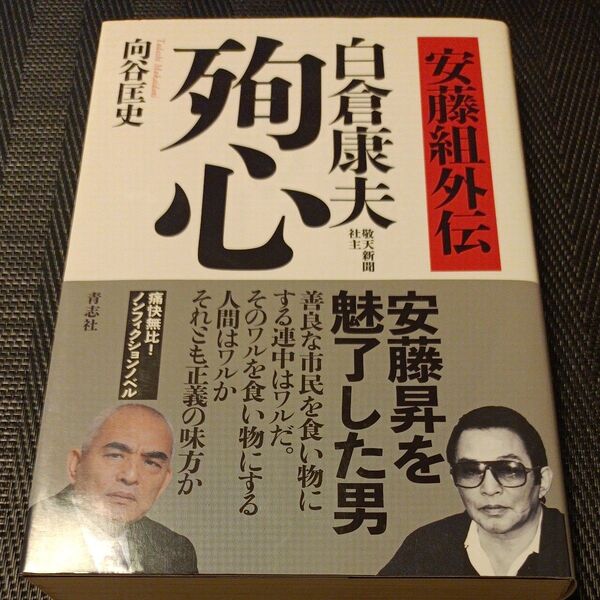 安藤組外伝
白倉康夫
敬天新聞
社主
殉心
向谷匡史
Tadashi Mukaidani
安藤昇を
魅了した男
善良な市民を食い物に
する連中はワルだ。
そのワルを食い物にする
人間はワルか
それとも正義の味方か
痛快無比!
ノンフィクションノベル
青志社